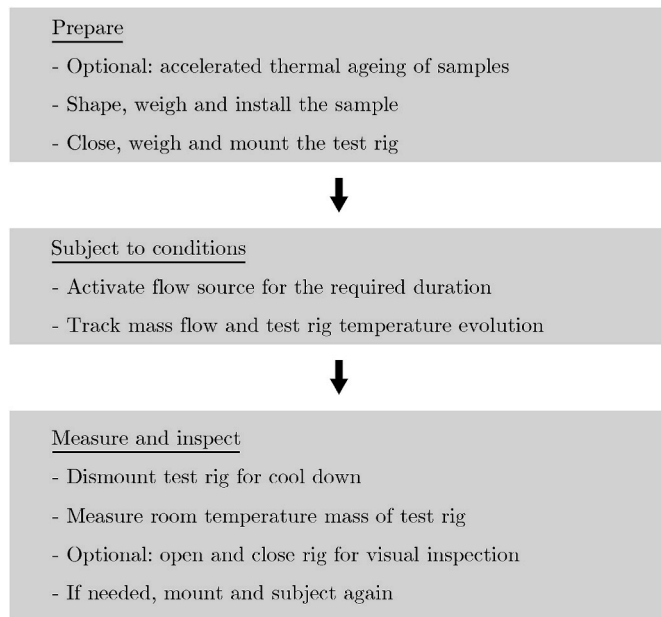 Prepare
- Optional: accelerated thermal ageing of samples
- Shape, weigh and install the sample
- Close, weigh and mount the test rig
Subject to conditions
- Activate flow source for the required duration
- Track mass flow and test rig temperature evolution
Measure and inspect
- Dismount test rig for cool down
- Measure room temperature mass of test rig
- Optional: open and close rig for visual inspection
- If needed, mount and subject again